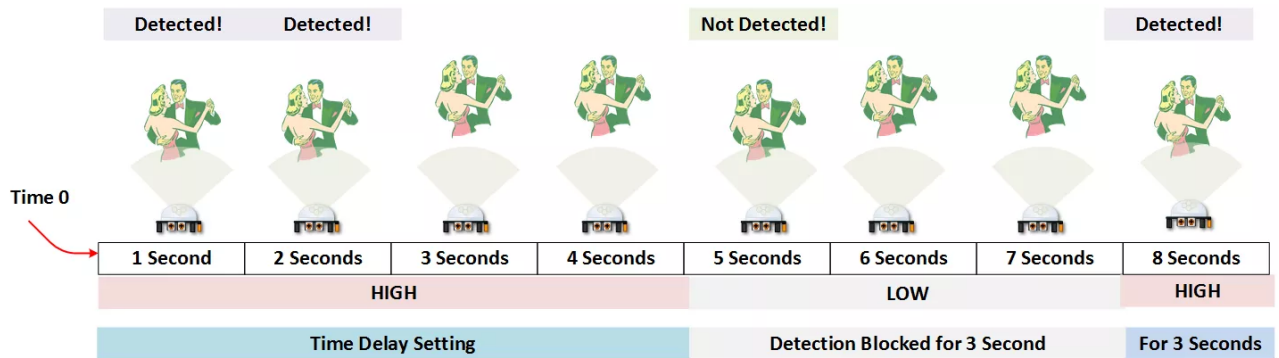 Detected! Detected! Not Detected! Detected!
Time 0
1 Second 2 Seconds 3 Seconds 4 Seconds 5 Seconds 6 Seconds 7 Seconds 8 Seconds
HIGH LOW HIGH
Time Delay Setting Detection Blocked for 3 Second For 3 Seconds